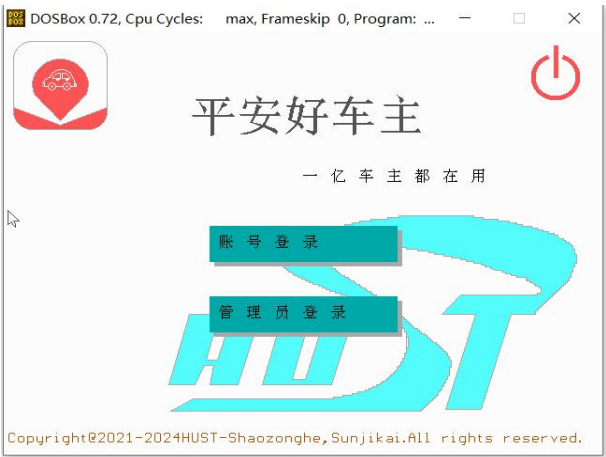 DOSBox 0.72, Cpu Cycles: max, Frameskip 0, Program: ...
平安好车主
一亿车主都在用
账号登录
管理员登录
HUST
Copyright@2021-2024HUST-Shaozonghe,Sunjikai.All rights reserved.